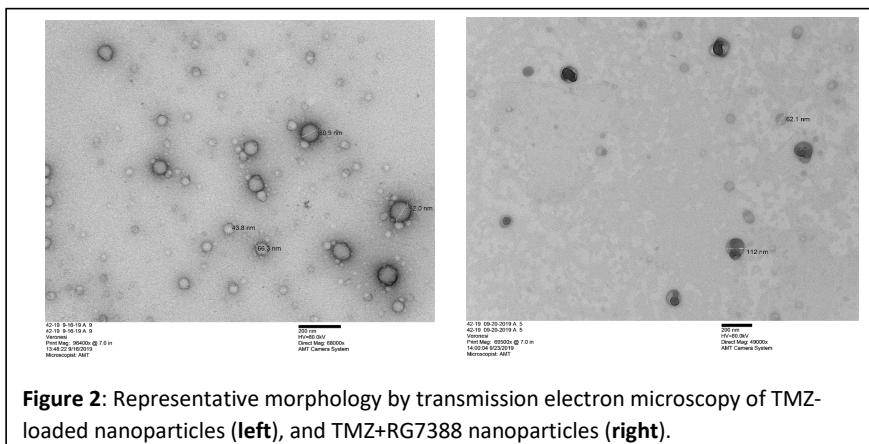 80.9 nm
2.0 nm
43.8 nm
66.3 nm
42-19 9-16-19 A 9
42-19 9-16-19 A 9
Veronesi
Print Mag: 96400x @ 7.0 in
13:48:22 9/16/2019
Microscopist: AMT
200 nm
HV=80.0kV
Direct Mag: 68000x
AMT Camera System
62.1 nm
112 nm
42-19 09-20-2019 A 5
42-19 09-20-2019 A 5
Veronesi
Print Mag: 69500x @ 7.0 in
14:00:04 9/23/2019
Microscopist: AMT
200 nm
HV=80.0kV
Direct Mag: 49000x
AMT Camera System
Figure 2: Representative morphology by transmission electron microscopy of TMZ-
loaded nanoparticles (left), and TMZ+RG7388 nanoparticles (right).